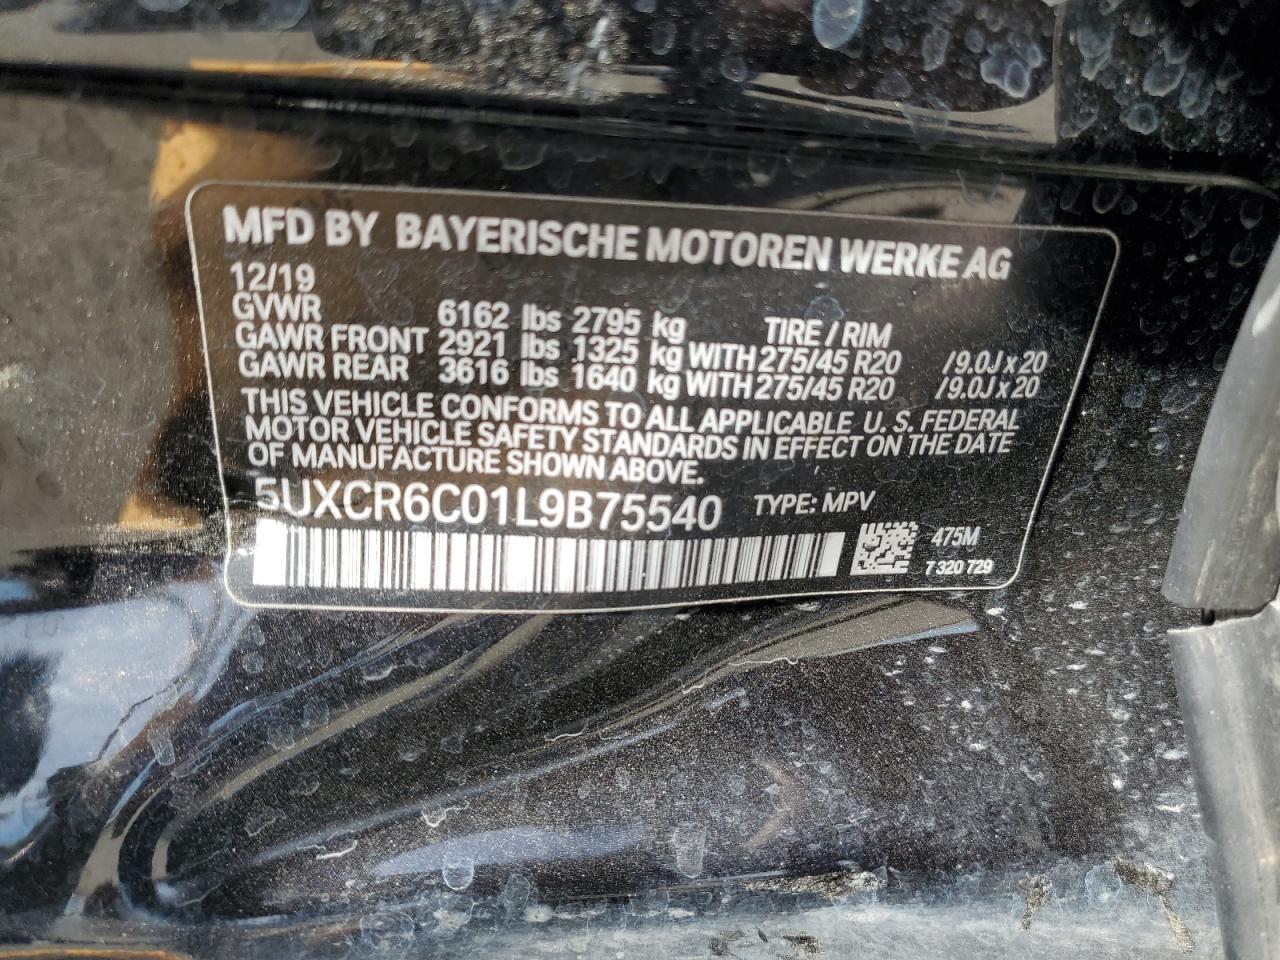 MFD BY BAYERISCHE MOTOREN WERKE AG
12/19
GVWR 6162 lbs 2795 kg TIRE / RIM
GAWR FRONT 2921 lbs 1325 kg WITH 275/45 R20 /9.0J x 20
GAWR REAR 3616 lbs 1640 kg WITH 275/45 R20 /9.0J x 20
THIS VEHICLE CONFORMS TO ALL APPLICABLE U.S. FEDERAL
MOTOR VEHICLE SAFETY STANDARDS IN EFFECT ON THE DATE
OF MANUFACTURE SHOWN ABOVE.
5UXCR6C01L9B75540 TYPE: MPV
475M
7 320 729